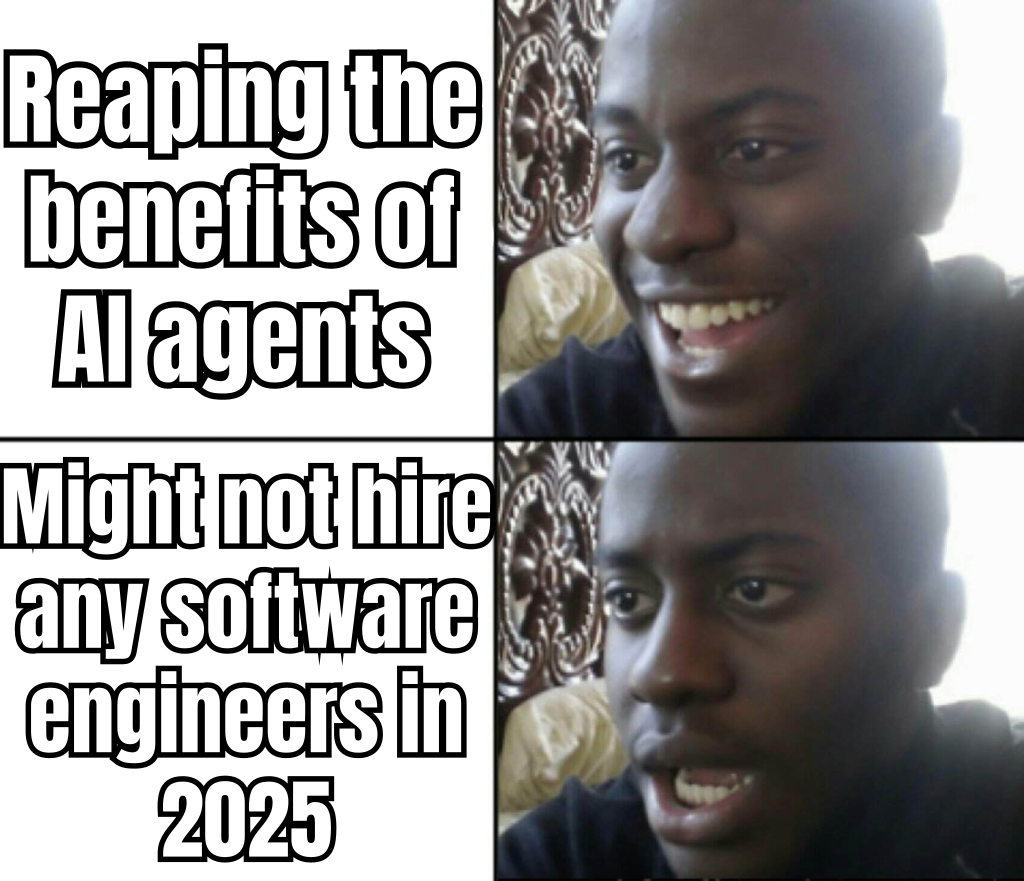 Reaping the
benefits of
AI agents
Might not hire
any software
engineers in
2025